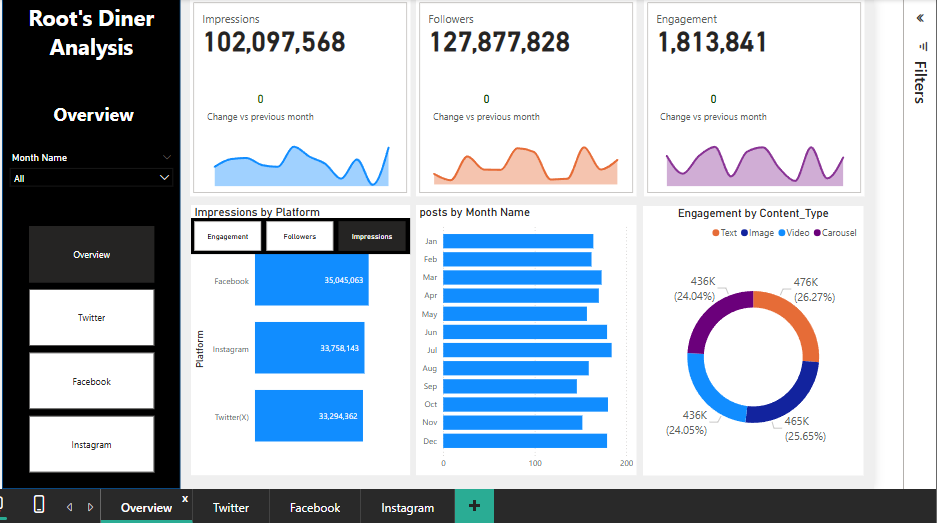 Root's Diner
Analysis
Overview
Month Name
All
Overview
Twitter
Facebook
Instagram
Impressions
102,097,568
0
Change vs previous month
Followers
127,877,828
0
Change vs previous month
Engagement
1,813,841
0
Change vs previous month
Impressions by Platform
Engagement
Followers
Impressions
Platform
Facebook
35,045,063
Instagram
33,758,143
Twitter(X)
33,294,362
posts by Month Name
Jan
Feb
Mar
Apr
May
Jun
Jul
Aug
Sep
Oct
Nov
Dec
0
100
200
Engagement by Content_Type
Text
Image
Video
Carousel
436K
(24.04%)
476K
(26.27%)
436K
(24.05%)
465K
(25.65%)
Filters
Overview
x
Twitter
Facebook
Instagram
+